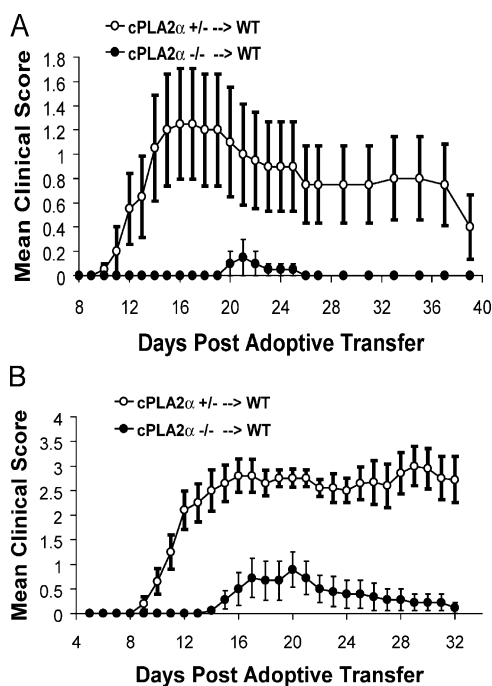 A
cPLA2α +/- --> WT
cPLA2α -/- --> WT
Mean Clinical Score
1.8
1.6
1.4
1.2
1
0.8
0.6
0.4
0.2
0
8 12 16 20 24 28 32 36 40
Days Post Adoptive Transfer
B
cPLA2α +/- --> WT
cPLA2α -/- --> WT
Mean Clinical Score
4
3.5
3
2.5
2
1.5
1
0.5
0
4 8 12 16 20 24 28 32
Days Post Adoptive Transfer